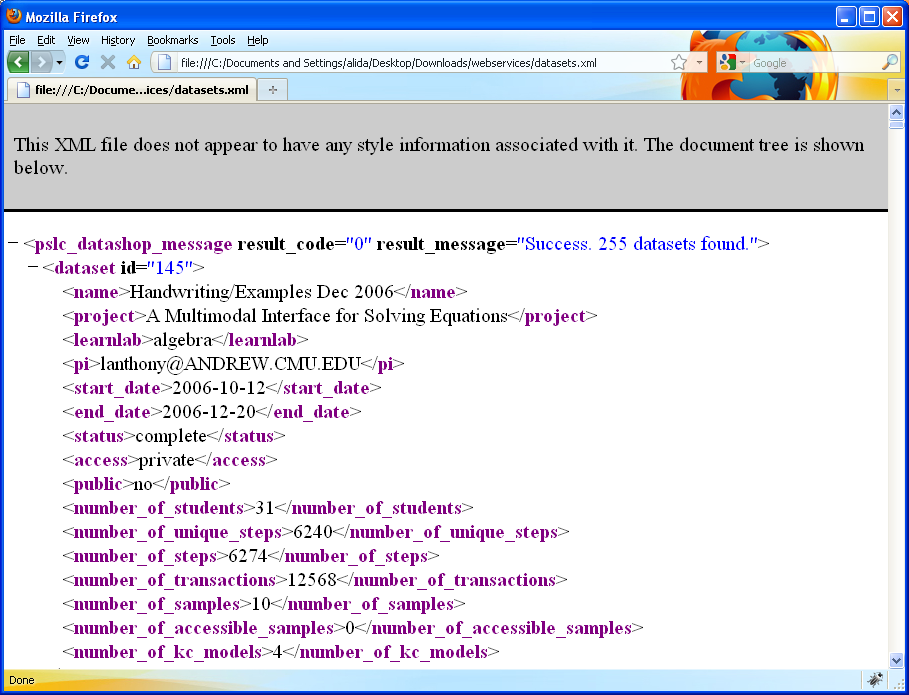 Mozilla Firefox
File Edit View History Bookmarks Tools Help
file:///C:/Documents and Settings/alida/Desktop/Downloads/webservices/datasets.xml
Google
file:///C:/Docume...ices/datasets.xml
This XML file does not appear to have any style information associated with it. The document tree is shown
below.
− <pslc_datashop_message result_code="0" result_message="Success. 255 datasets found.">
− <dataset id="145">
<name>Handwriting/Examples Dec 2006</name>
<project>A Multimodal Interface for Solving Equations</project>
<learnlab>algebra</learnlab>
<pi>lanthony@ANDREW.CMU.EDU</pi>
<start_date>2006-10-12</start_date>
<end_date>2006-12-20</end_date>
<status>complete</status>
<access>private</access>
<public>no</public>
<number_of_students>31</number_of_students>
<number_of_unique_steps>6240</number_of_unique_steps>
<number_of_steps>6274</number_of_steps>
<number_of_transactions>12568</number_of_transactions>
<number_of_samples>10</number_of_samples>
<number_of_accessible_samples>0</number_of_accessible_samples>
<number_of_kc_models>4</number_of_kc_models>
Done